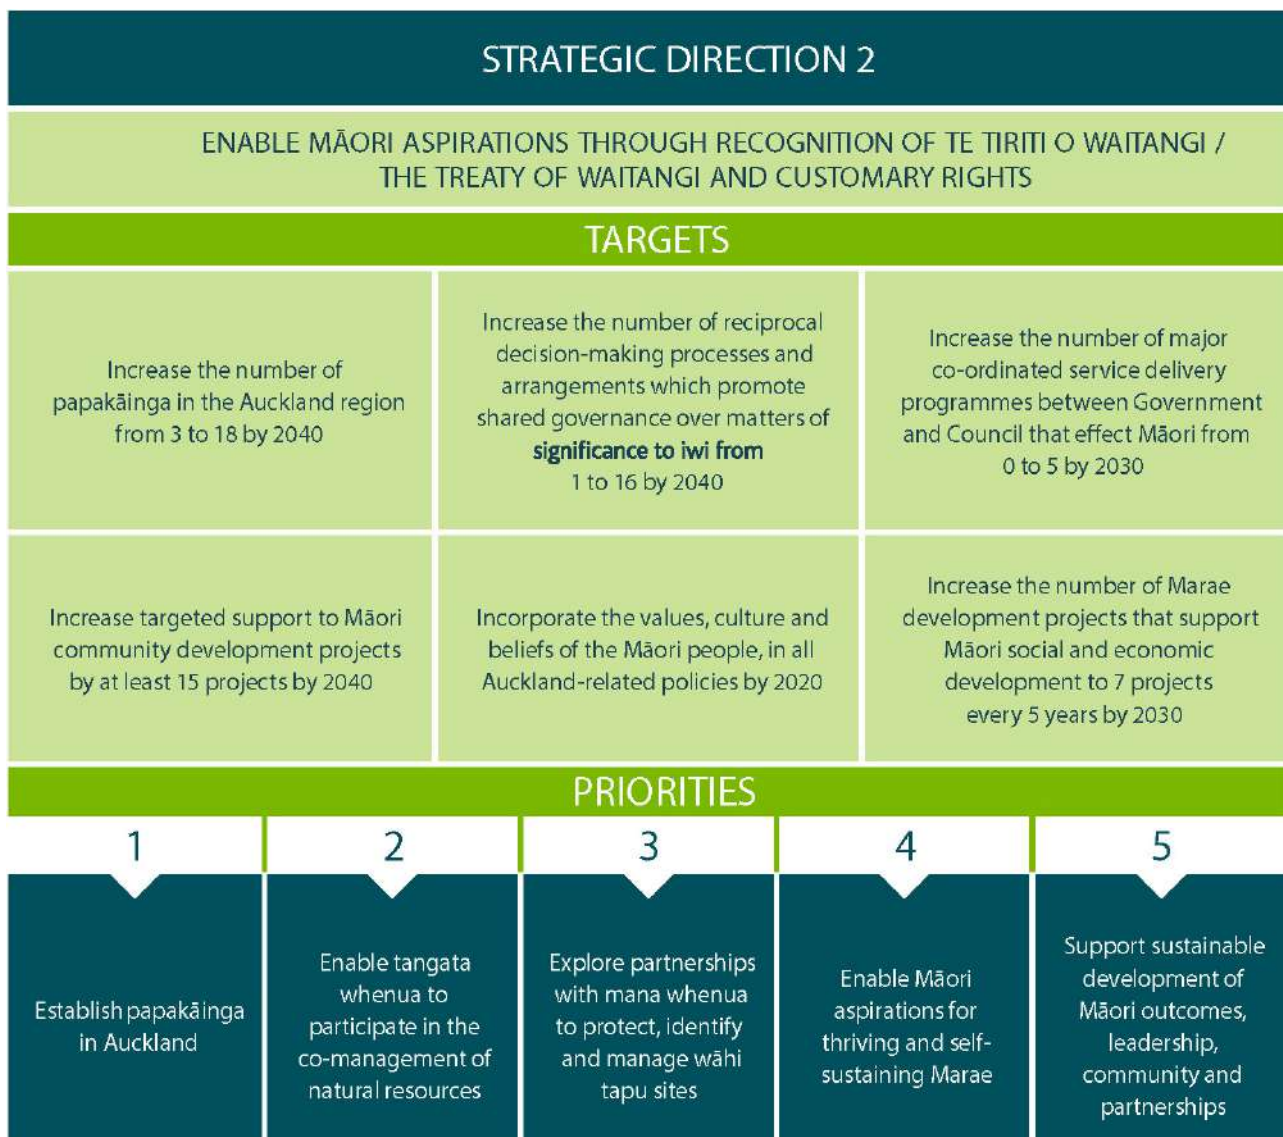 STRATEGIC DIRECTION 2
ENABLE MĀORI ASPIRATIONS THROUGH RECOGNITION OF TE TIRITI O WAITANGI /
THE TREATY OF WAITANGI AND CUSTOMARY RIGHTS
TARGETS
Increase the number of
papakāinga in the Auckland region
from 3 to 18 by 2040
Increase the number of reciprocal
decision-making processes and
arrangements which promote
shared governance over matters of
significance to iwi from
1 to 16 by 2040
Increase the number of major
co-ordinated service delivery
programmes between Government
and Council that effect Māori from
0 to 5 by 2030
Increase targeted support to Māori
community development projects
by at least 15 projects by 2040
Incorporate the values, culture and
beliefs of the Māori people, in all
Auckland-related policies by 2020
Increase the number of Marae
development projects that support
Māori social and economic
development to 7 projects
every 5 years by 2030
PRIORITIES
1
Establish papakāinga
in Auckland
2
Enable tangata
whenua to
participate in the
co-management of
natural resources
3
Explore partnerships
with mana whenua
to protect, identify
and manage wāhi
tapu sites
4
Enable Māori
aspirations for
thriving and self-
sustaining Marae
5
Support sustainable
development of
Māori outcomes,
leadership,
community and
partnerships